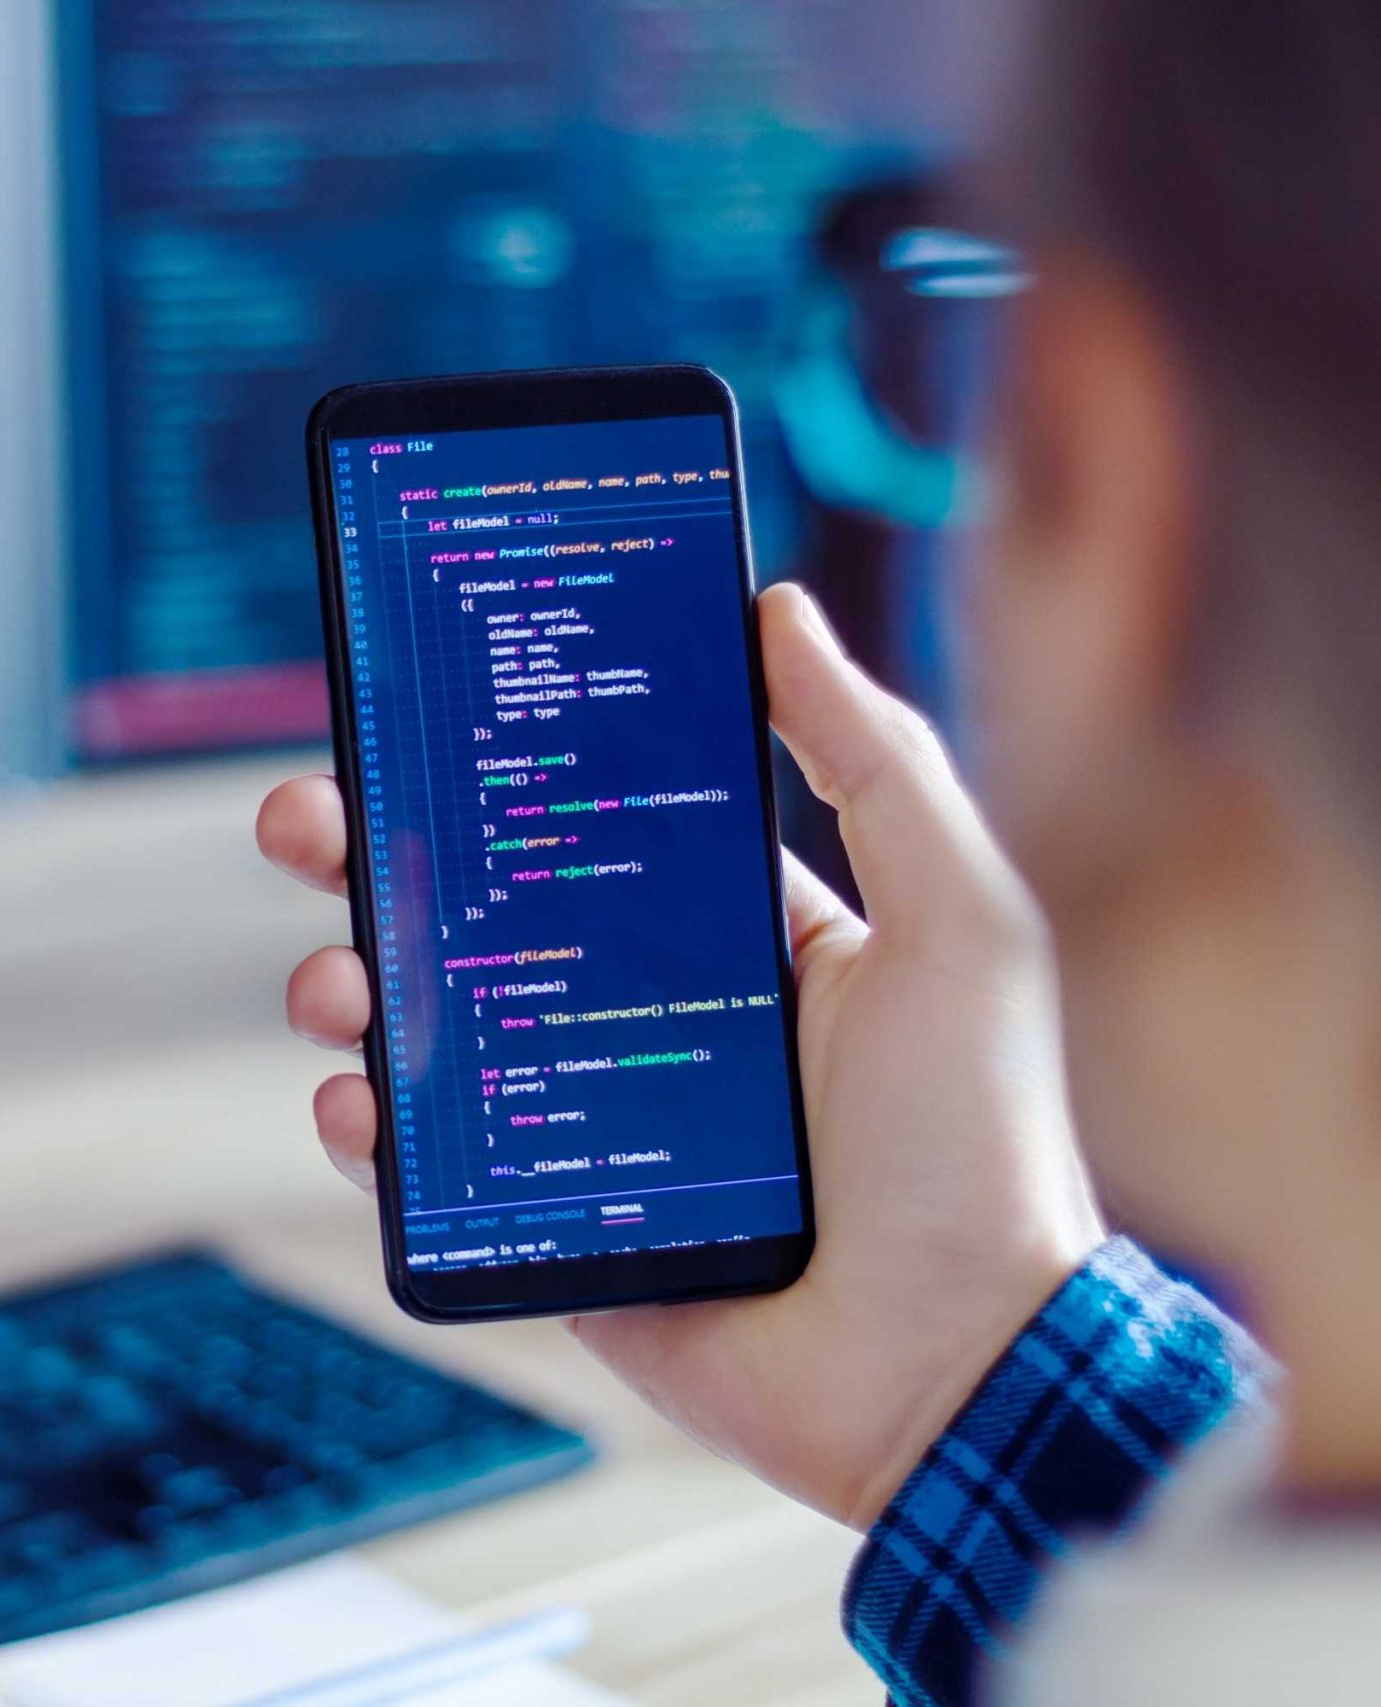 28 class File
29 {
30
31 static create(ownerId, oldName, name, path, type, thu
32 {
33 let fileModel = null;
34
35 return new Promise((resolve, reject) =>
36 {
37 fileModel = new FileModel
38 ({
39 owner: ownerId,
40 oldName: oldName,
41 name: name,
42 path: path,
43 thumbnailName: thumbName,
44 thumbnailPath: thumbPath,
45 type: type
46 });
47
48 fileModel.save()
49 .then(() =>
50 {
51 return resolve(new File(fileModel));
52 })
53 .catch(error =>
54 {
55 return reject(error);
56 });
57 });
58 }
59
60 constructor(fileModel)
61 {
62 if (!fileModel)
63 {
64 throw 'File::constructor() FileModel is NULL'
65 }
66
67 let error = fileModel.validateSync();
68 if (error)
69 {
70 throw error;
71 }
72
73 this.__fileModel = fileModel;
74 }
PROBLEMS OUTPUT DEBUG CONSOLE TERMINAL
where <command> is one of: